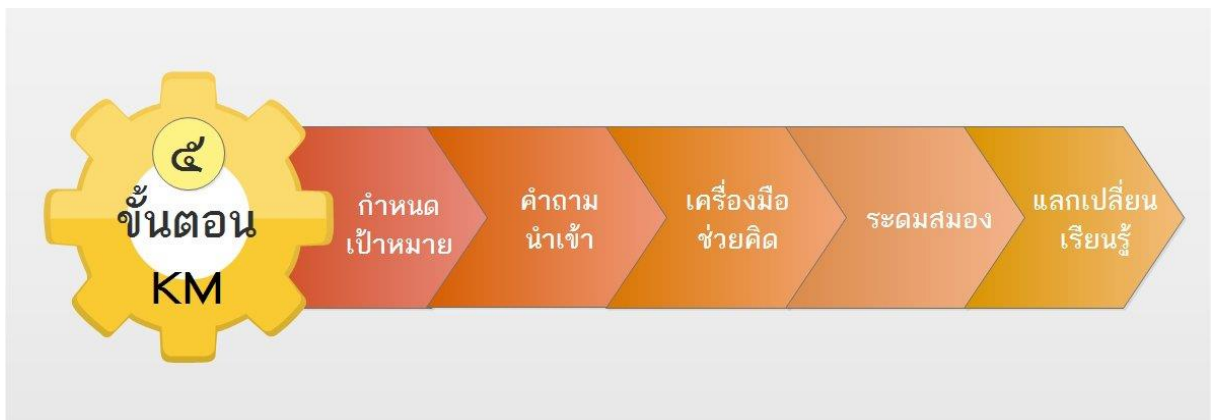 ๕
ขั้นตอน
KM
กำหนด
เป้าหมาย
คำถาม
นำเข้า
เครื่องมือ
ช่วยคิด
ระดมสมอง
แลกเปลี่ยน
เรียนรู้